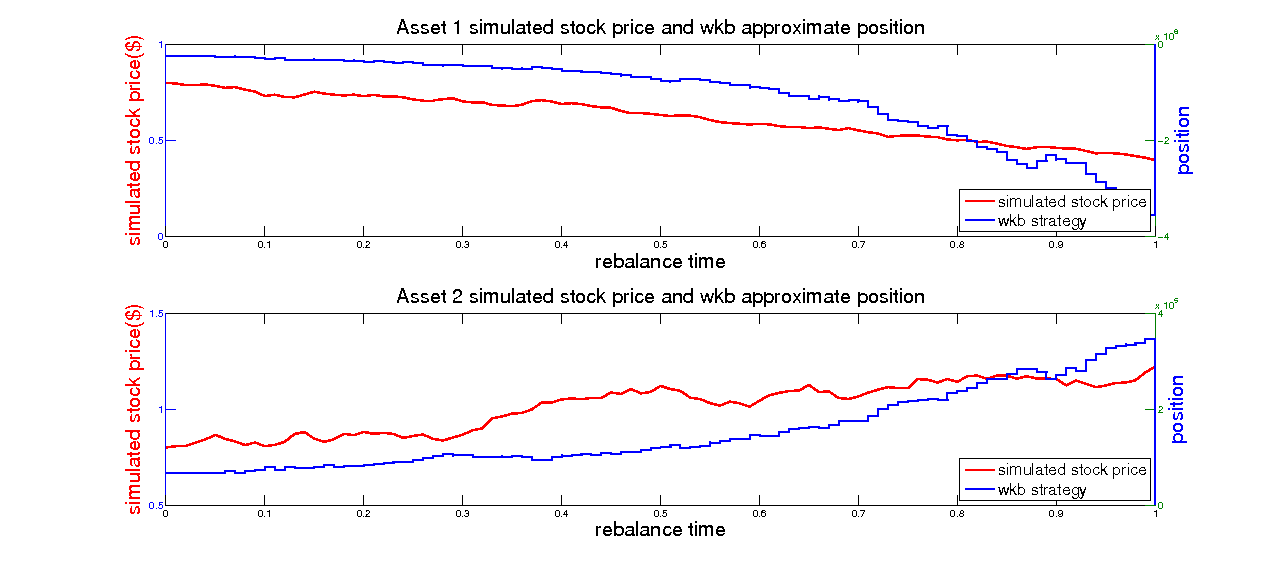 Asset 1 simulated stock price and wkb approximate position
simulated stock price($)
1
0.5
0
x 10
0
−2
−4
position
simulated stock price
wkb strategy
0 0.1 0.2 0.3 0.4 0.5 0.6 0.7 0.8 0.9 1
rebalance time
Asset 2 simulated stock price and wkb approximate position
simulated stock price($)
1.5
1
0.5
x 10
4
2
0
position
simulated stock price
wkb strategy
0 0.1 0.2 0.3 0.4 0.5 0.6 0.7 0.8 0.9 1
rebalance time